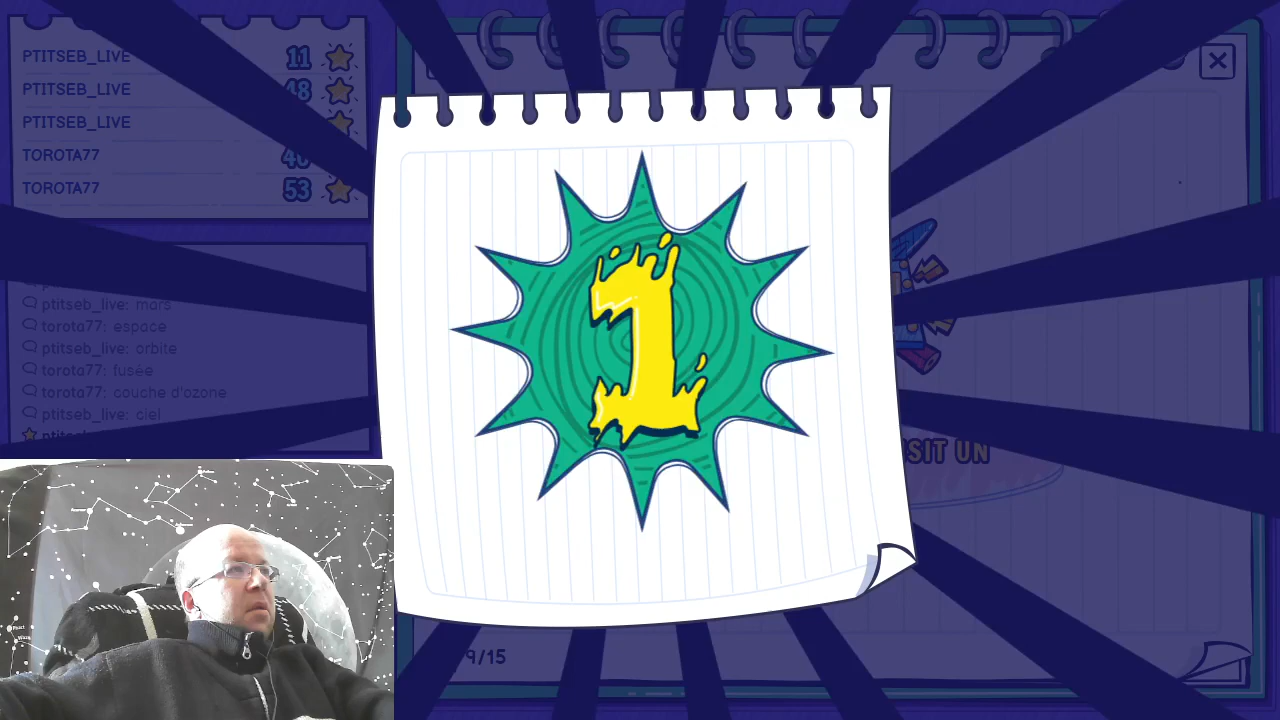 PTITSEB_LIVE 11
PTITSEB_LIVE 48
PTITSEB_LIVE
TOROTA77 40
TOROTA77 53
ptitseb_live: mars
torota77: espace
ptitseb_live: orbite
torota77: fusée
torota77: couche d'ozone
ptitseb_live: ciel
1
SIT UN
9/15